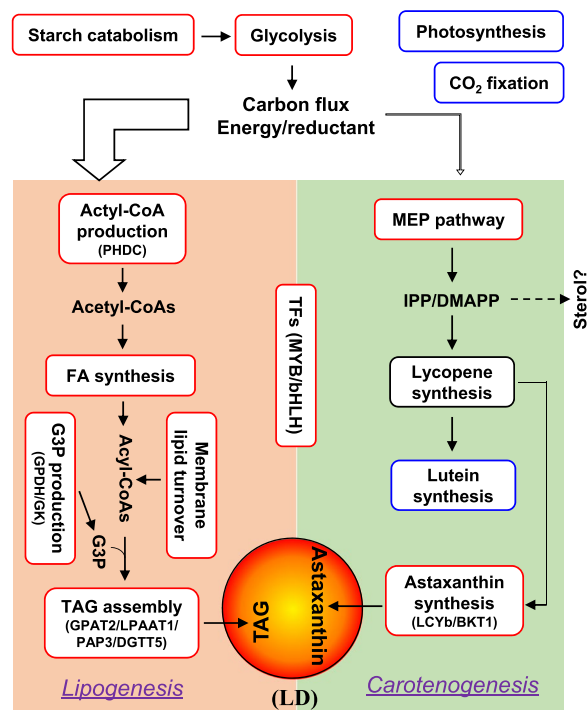 Starch catabolism
Glycolysis
Photosynthesis
CO₂ fixation
Carbon flux
Energy/reductant
Actyl-CoA
production
(PHDC)
MEP pathway
Acetyl-CoAs
IPP/DMAPP
Sterol?
TFs (MYB/bHLH)
FA synthesis
Lycopene
synthesis
G3P production
(GPDH/GK)
Acyl-CoAs
Membrane
lipid turnover
Lutein
synthesis
G3P
TAG assembly
(GPAT2/LPAAT1/
PAP3/DGTT5)
TAG
Astaxanthin
Astaxanthin
synthesis
(LCYb/BKT1)
Lipogenesis
(LD)
Carotenogenesis